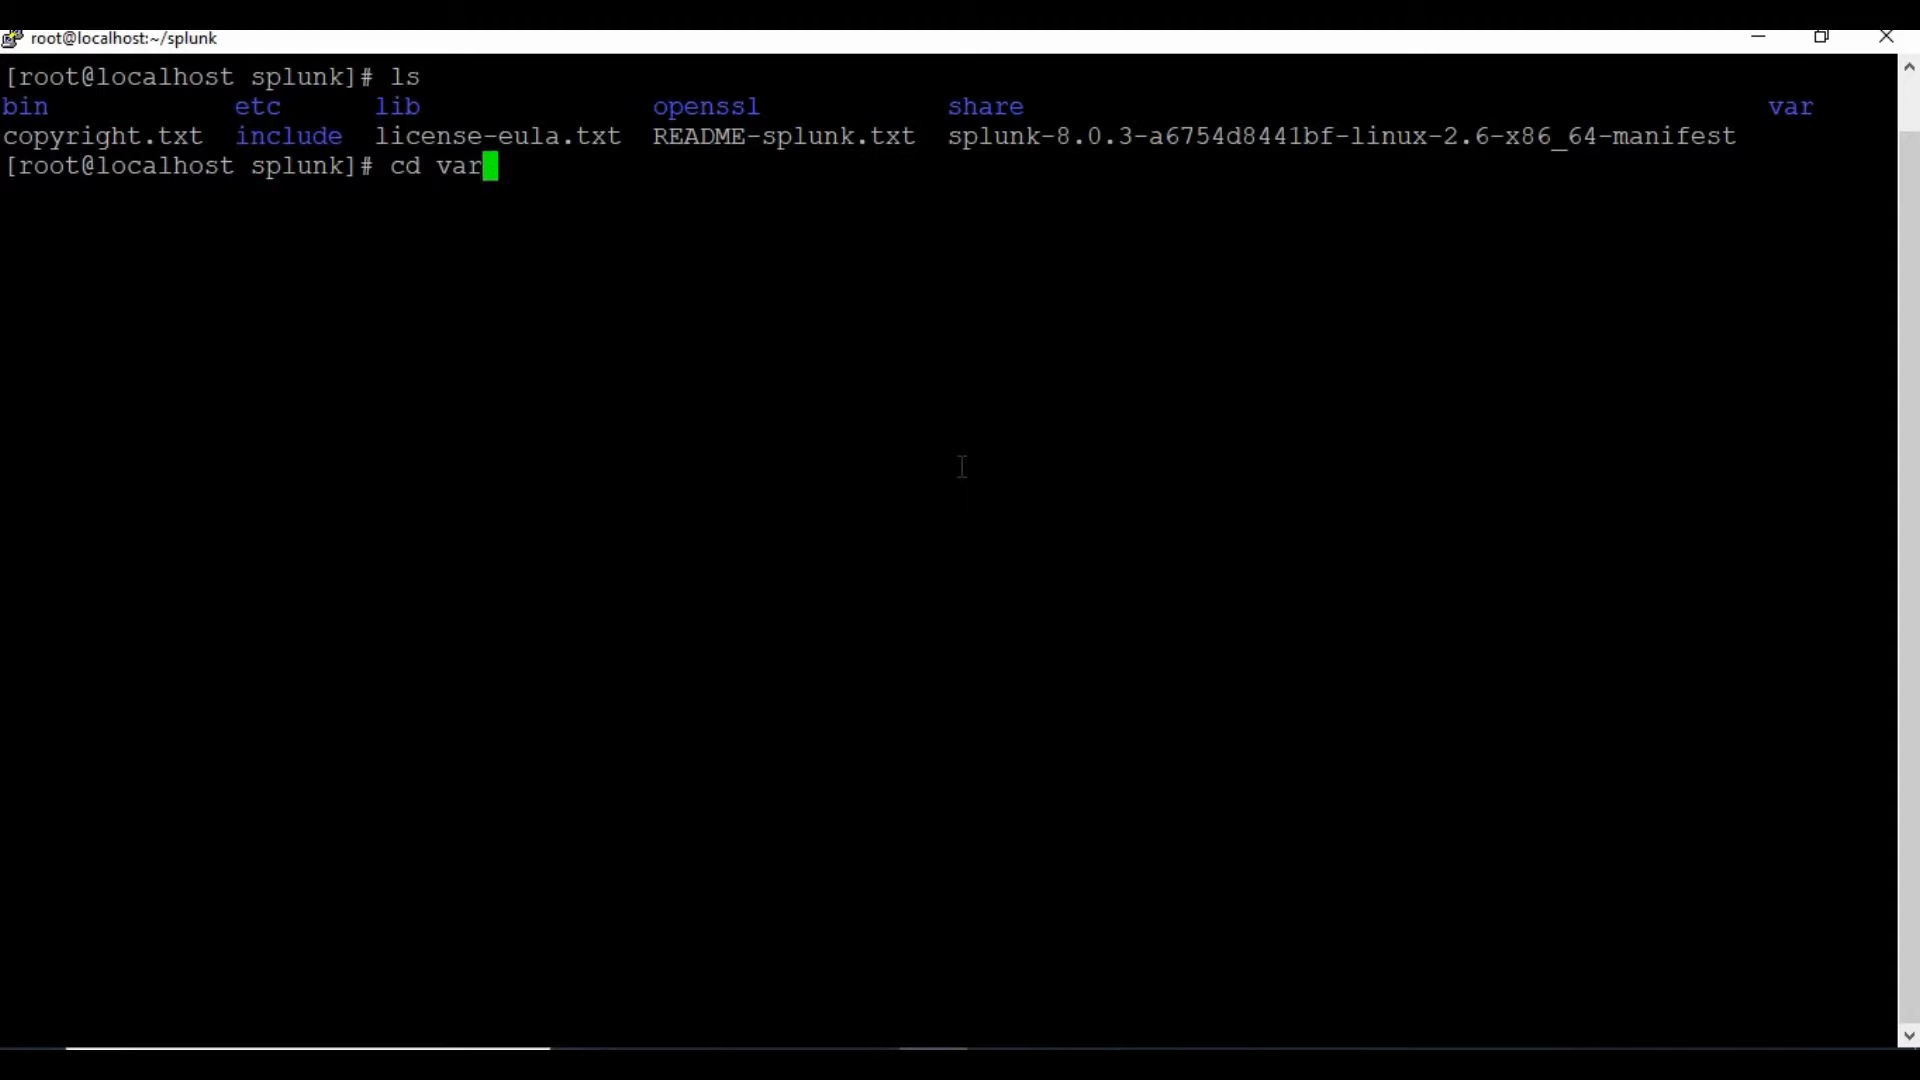 root@localhost:~/splunk
[root@localhost splunk]# ls
bin etc lib openssl share var
copyright.txt include license-eula.txt README-splunk.txt splunk-8.0.3-a6754d8441bf-linux-2.6-x86_64-manifest
[root@localhost splunk]# cd var